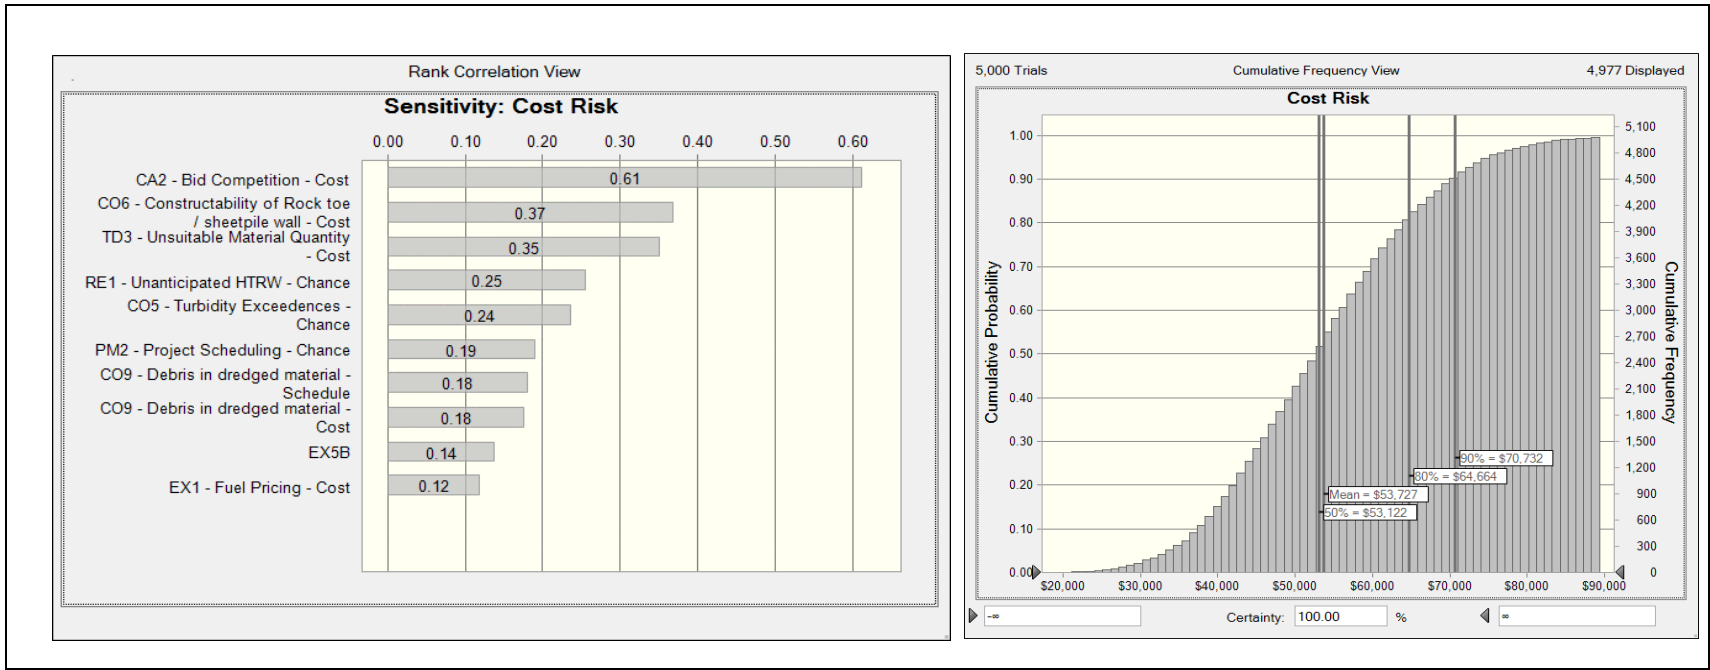 Rank Correlation View
Sensitivity: Cost Risk
0.00 0.10 0.20 0.30 0.40 0.50 0.60
CA2 - Bid Competition - Cost
0.61
CO6 - Constructability of Rock toe
/ sheetpile wall - Cost
0.37
TD3 - Unsuitable Material Quantity
- Cost
0.35
RE1 - Unanticipated HTRW - Chance
0.25
CO5 - Turbidity Exceedences -
Chance
0.24
PM2 - Project Scheduling - Chance
0.19
CO9 - Debris in dredged material -
Schedule
0.18
CO9 - Debris in dredged material -
Cost
0.18
EX5B
0.14
EX1 - Fuel Pricing - Cost
0.12
5,000 Trials
Cumulative Frequency View
4,977 Displayed
Cost Risk
Cumulative Probability
1.00
0.90
0.80
0.70
0.60
0.50
0.40
0.30
0.20
0.10
0.00
90% = $70,732
80% = $64,664
Mean = $53,727
50% = $53,122
5,100
4,800
4,500
4,200
3,900
3,600
3,300
3,000
2,700
2,400
2,100
1,800
1,500
1,200
900
600
300
0
Cumulative Frequency
$20,000 $30,000 $40,000 $50,000 $60,000 $70,000 $80,000 $90,000
-∞
Certainty: 100.00 %
∞